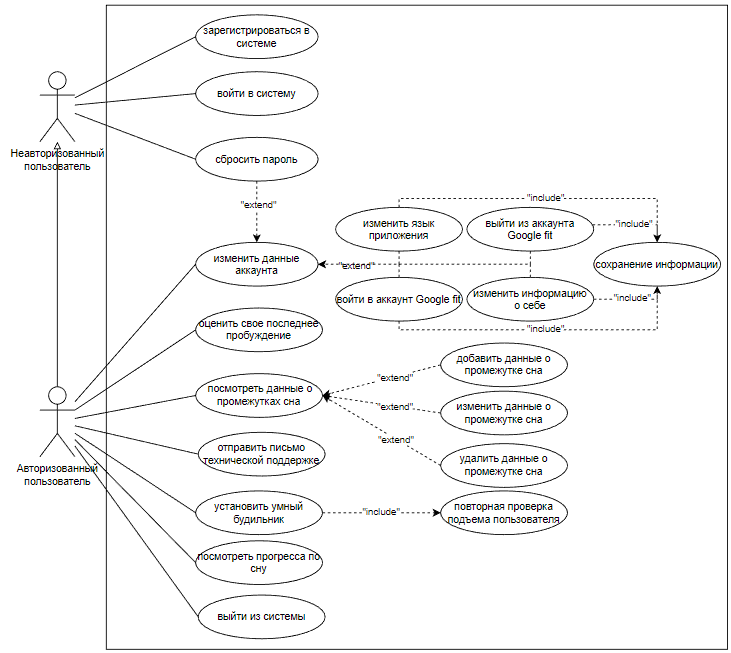 зарегистрироваться в
системе
войти в систему
Неавторизованный
пользователь
сбросить пароль
"extend"
"include"
изменить язык
приложения
выйти из аккаунта
Google fit
"include"
изменить данные
аккаунта
"extend"
сохранение информации
войти в аккаунт Google fit
изменить информацию
о себе
"include"
"include"
оценить свое последнее
пробуждение
добавить данные о
промежутке сна
"extend"
посмотреть данные о
промежутках сна
"extend"
изменить данные о
промежутке сна
"extend"
Авторизованный
пользователь
отправить письмо
технической поддержке
удалить данные о
промежутке сна
установить умный
будильник
"include"
повторная проверка
подъема пользователя
посмотреть прогресса по
сну
выйти из системы